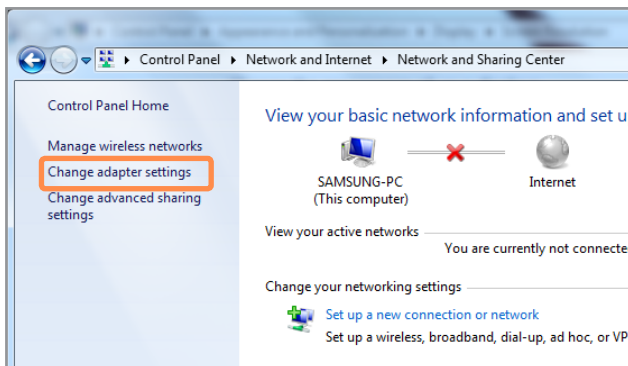 Control Panel ▸ Network and Internet ▸ Network and Sharing Center
Control Panel Home
Manage wireless networks
Change adapter settings
Change advanced sharing
settings
View your basic network information and set u
SAMSUNG-PC
(This computer)
Internet
View your active networks
You are currently not connecte
Change your networking settings
Set up a new connection or network
Set up a wireless, broadband, dial-up, ad hoc, or VP